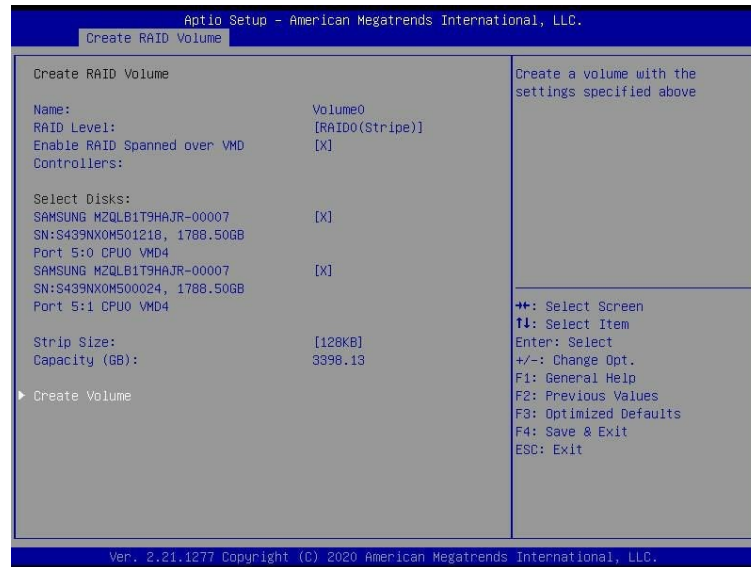 Aptio Setup – American Megatrends International, LLC.
Create RAID Volume
Create RAID Volume
Name: Volume0
RAID Level: [RAID0(Stripe)]
Enable RAID Spanned over VMD [X]
Controllers:
Select Disks:
SAMSUNG MZQLB1T9HAJR-00007 [X]
SN:S439NX0M501218, 1788.50GB
Port 5:0 CPU0 VMD4
SAMSUNG MZQLB1T9HAJR-00007 [X]
SN:S439NX0M500024, 1788.50GB
Port 5:1 CPU0 VMD4
Strip Size: [128KB]
Capacity (GB): 3398.13
Create Volume
Create a volume with the
settings specified above
→←: Select Screen
↑↓: Select Item
Enter: Select
+/-: Change Opt.
F1: General Help
F2: Previous Values
F3: Optimized Defaults
F4: Save & Exit
ESC: Exit
Ver. 2.21.1277 Copyright (C) 2020 American Megatrends International, LLC.